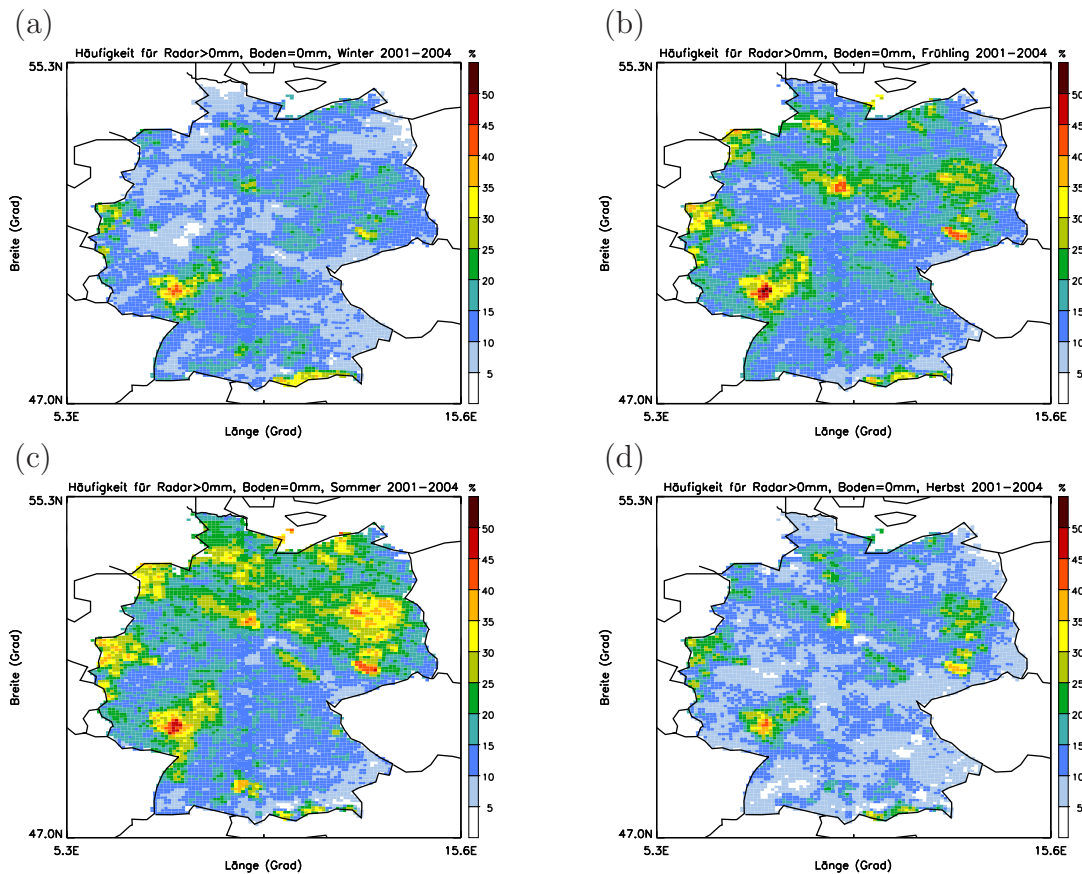 (a)
Häufigkeit für Radar>0mm, Boden=0mm, Winter 2001-2004 %
55.3N
50
45
40
35
30
25
20
15
10
5
Breite (Grad)
47.0N
5.3E 15.6E
Länge (Grad)
(b)
Häufigkeit für Radar>0mm, Boden=0mm, Frühling 2001-2004 %
55.3N
50
45
40
35
30
25
20
15
10
5
Breite (Grad)
47.0N
5.3E 15.6E
Länge (Grad)
(c)
Häufigkeit für Radar>0mm, Boden=0mm, Sommer 2001-2004 %
55.3N
50
45
40
35
30
25
20
15
10
5
Breite (Grad)
47.0N
5.3E 15.6E
Länge (Grad)
(d)
Häufigkeit für Radar>0mm, Boden=0mm, Herbst 2001-2004 %
55.3N
50
45
40
35
30
25
20
15
10
5
Breite (Grad)
47.0N
5.3E 15.6E
Länge (Grad)